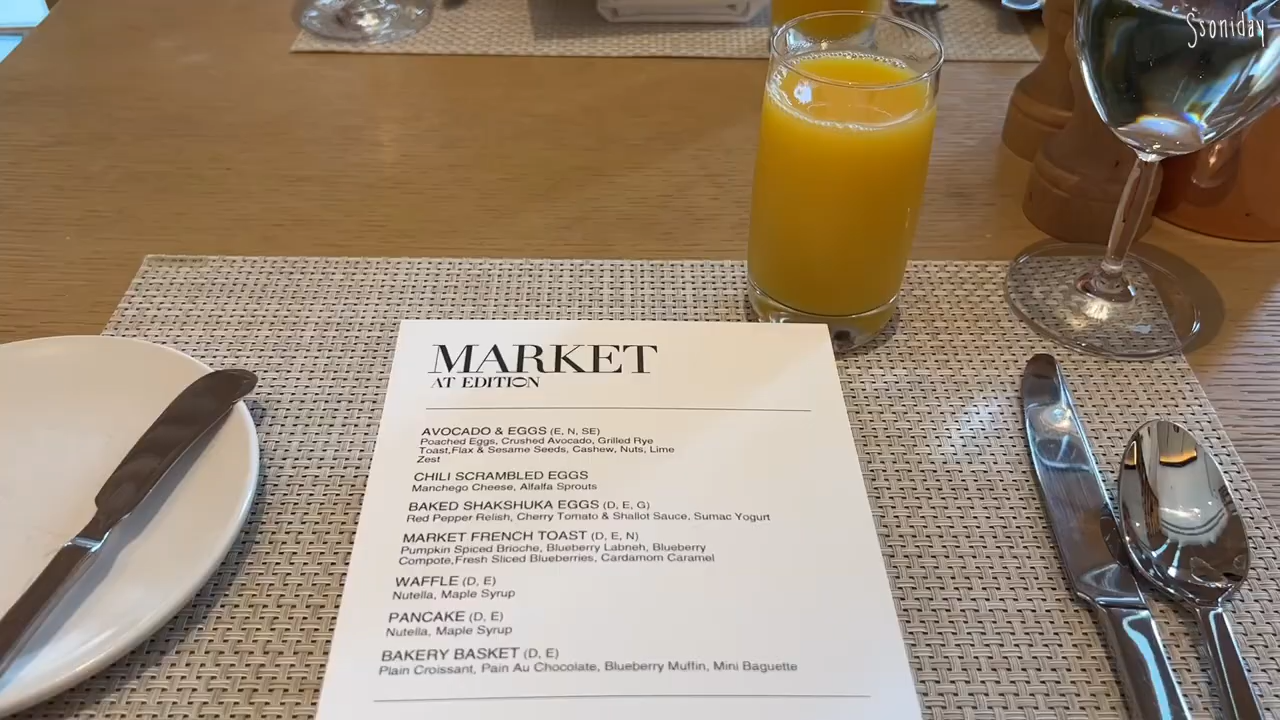 Ssoniday
MARKET
AT EDITION
AVOCADO & EGGS (E, N, SE)
Poached Eggs, Crushed Avocado, Grilled Rye
Toast,Flax & Sesame Seeds, Cashew, Nuts, Lime
Zest
CHILI SCRAMBLED EGGS
Manchego Cheese, Alfalfa Sprouts
BAKED SHAKSHUKA EGGS (D, E, G)
Red Pepper Relish, Cherry Tomato & Shallot Sauce, Sumac Yogurt
MARKET FRENCH TOAST (D, E, N)
Pumpkin Spiced Brioche, Blueberry Labneh, Blueberry
Compote,Fresh Sliced Blueberries, Cardamom Caramel
WAFFLE (D, E)
Nutella, Maple Syrup
PANCAKE (D, E)
Nutella, Maple Syrup
BAKERY BASKET (D, E)
Plain Croissant, Pain Au Chocolate, Blueberry Muffin, Mini Baguette